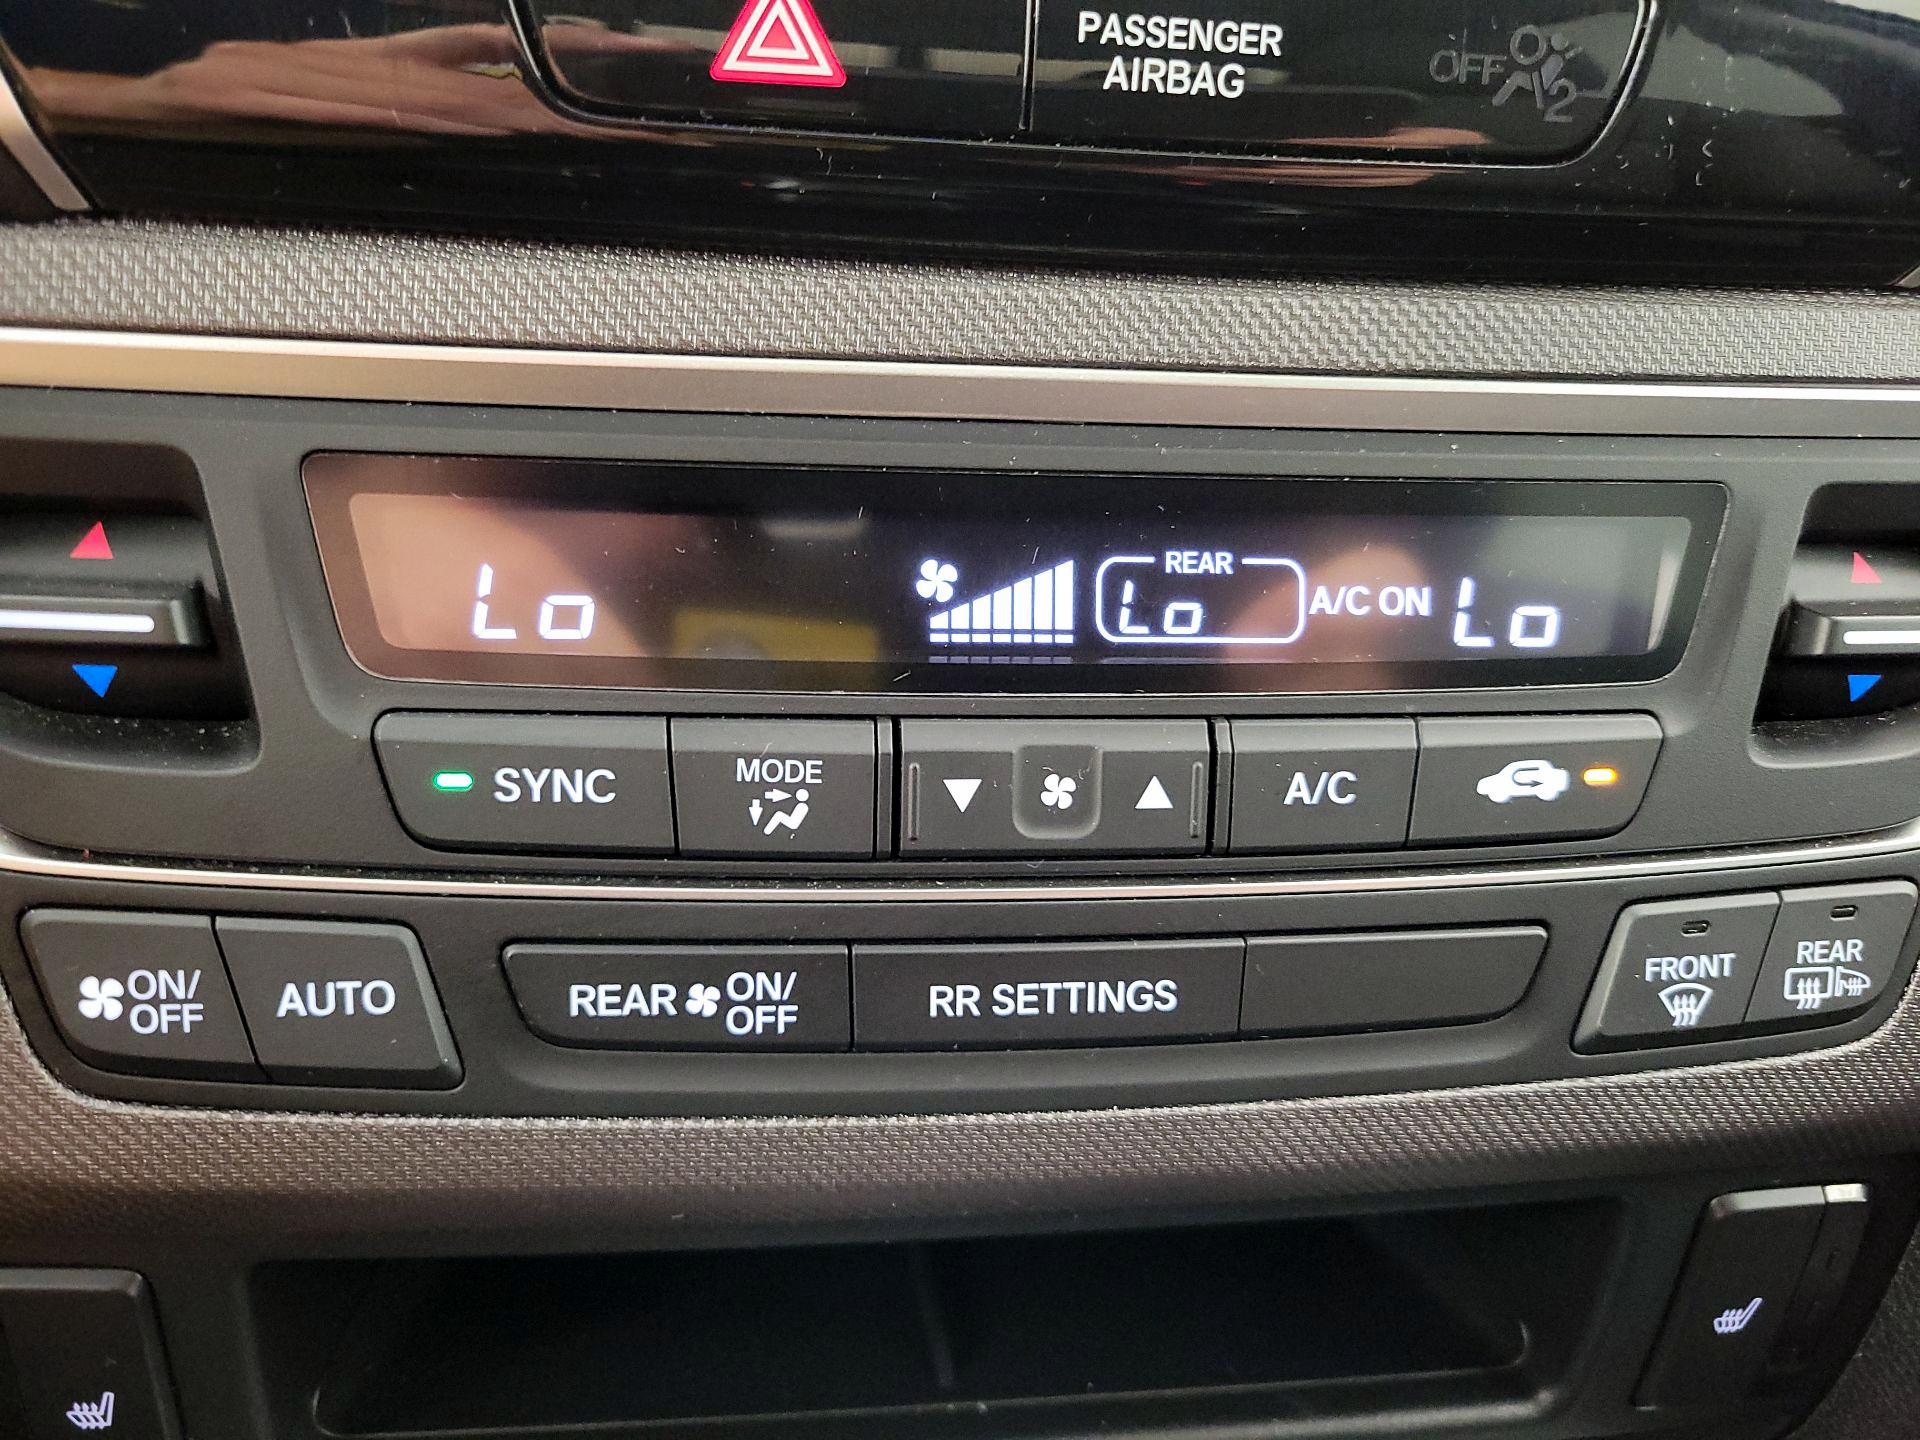 PASSENGER
AIRBAG
OFF
2
Lo
REAR
Lo
A/C ON
Lo
SYNC
MODE
A/C
ON/
OFF
AUTO
REAR
ON/
OFF
RR SETTINGS
FRONT
REAR